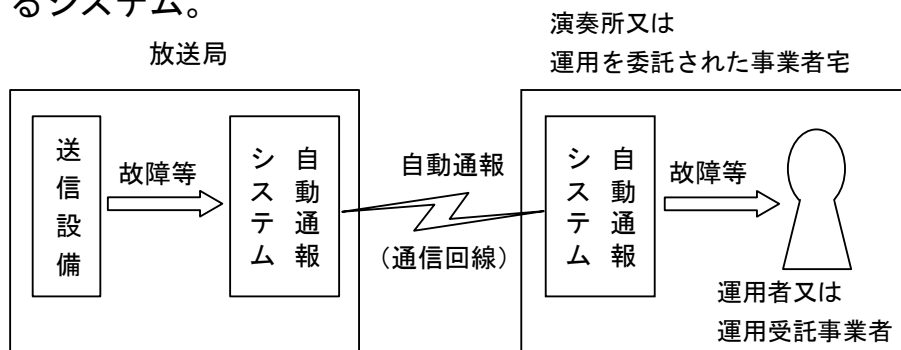 るシステム。
放送局
演奏所又は
運用を委託された事業者宅
送信設備
故障等
自動通報
システム
自動通報
(通信回線)
自動通報
システム
故障等
運用者又は
運用受託事業者